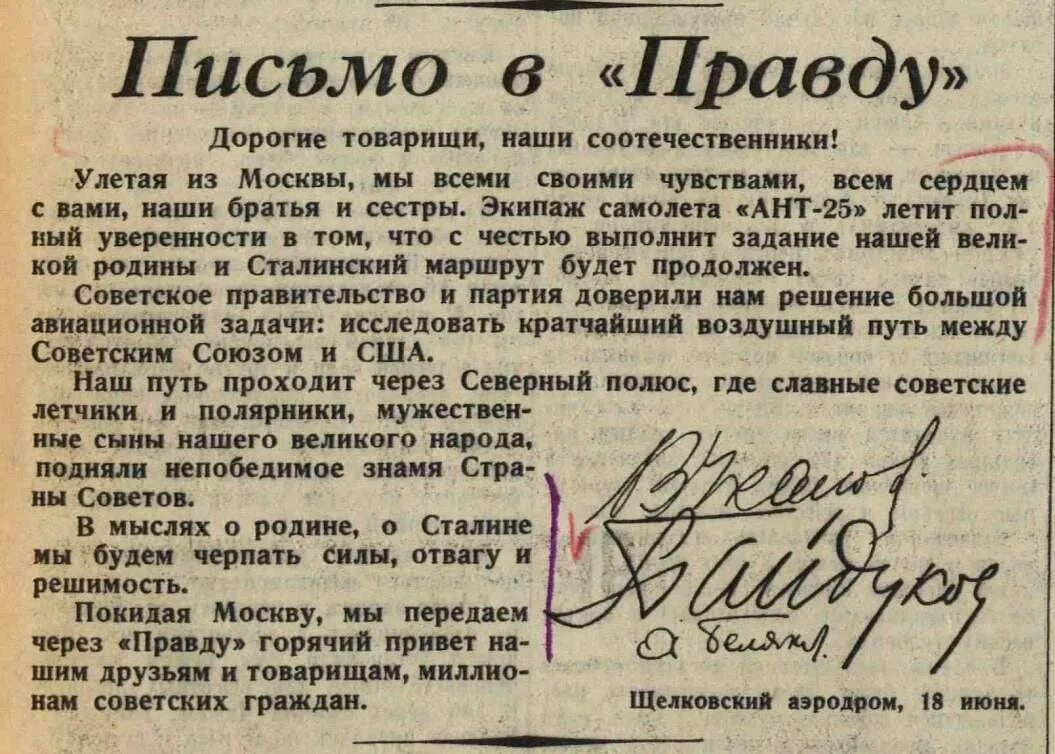 Письмо в «Правду»
Дорогие товарищи, наши соотечественники!
Улетая из Москвы, мы всеми своими чувствами, всем сердцем
с вами, наши братья и сестры. Экипаж самолета «АНТ-25» летит пол-
ный уверенности в том, что с честью выполнит задание нашей вели-
кой родины и Сталинский маршрут будет продолжен.
Советское правительство и партия доверили нам решение большой
авиационной задачи: исследовать кратчайший воздушный путь между
Советским Союзом и США.
Наш путь проходит через Северный полюс, где славные советские
летчики и полярники, мужествен-
ные сыны нашего великого народа,
подняли непобедимое знамя Стра-
ны Советов.
В мыслях о родине, о Сталине
мы будем черпать силы, отвагу и
решимость.
Покидая Москву, мы передаем
через «Правду» горячий привет на-
шим друзьям и товарищам, миллио-
нам советских граждан.
В Чкалов
Байдуков
А Беляков
Щелковский аэродром, 18 июня.